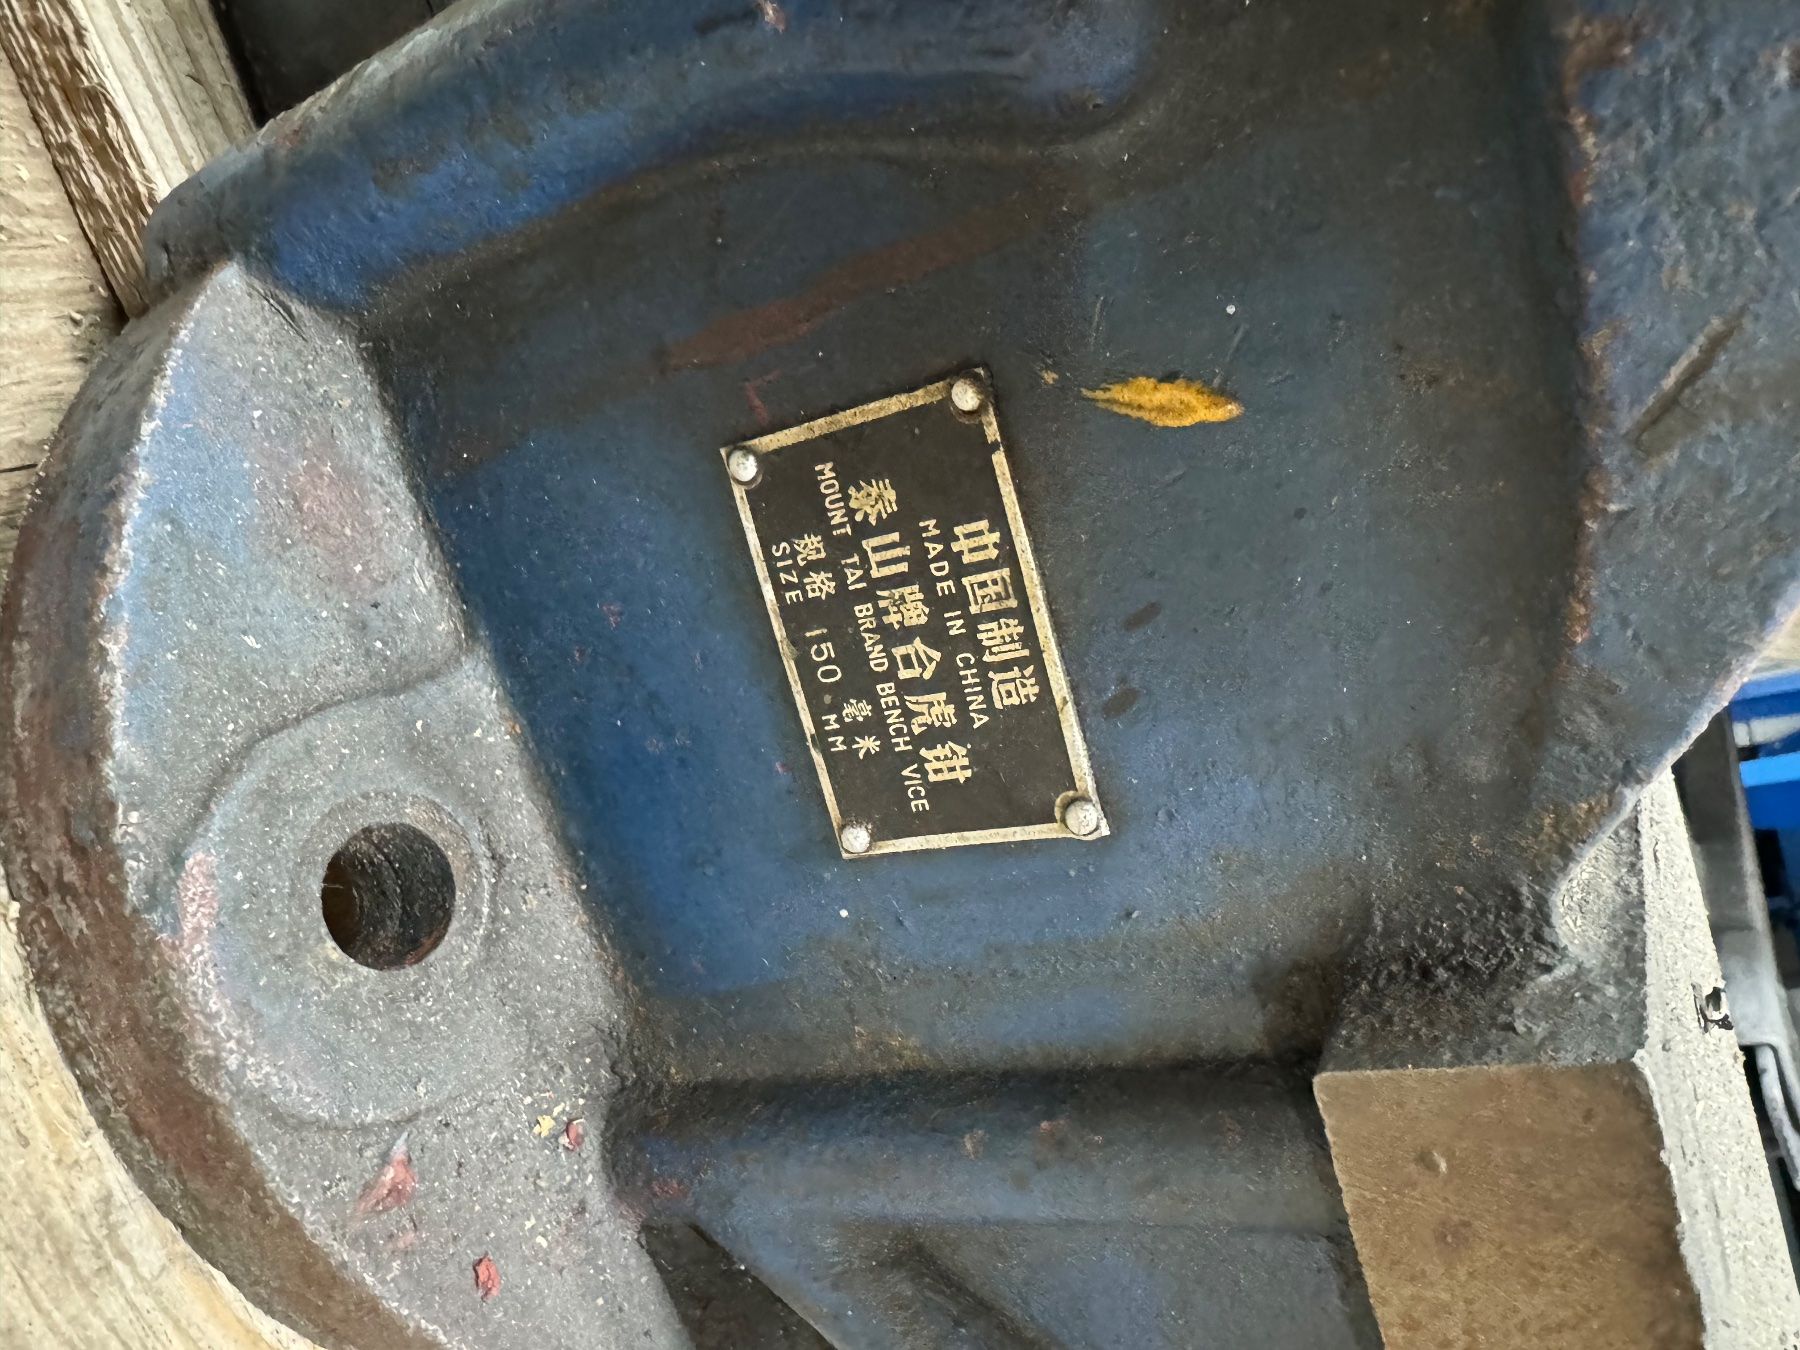 中国制造
MADE IN CHINA
泰山牌台虎钳
MOUNT TAI BRAND BENCH VICE
规格 毫米
SIZE 150 MM